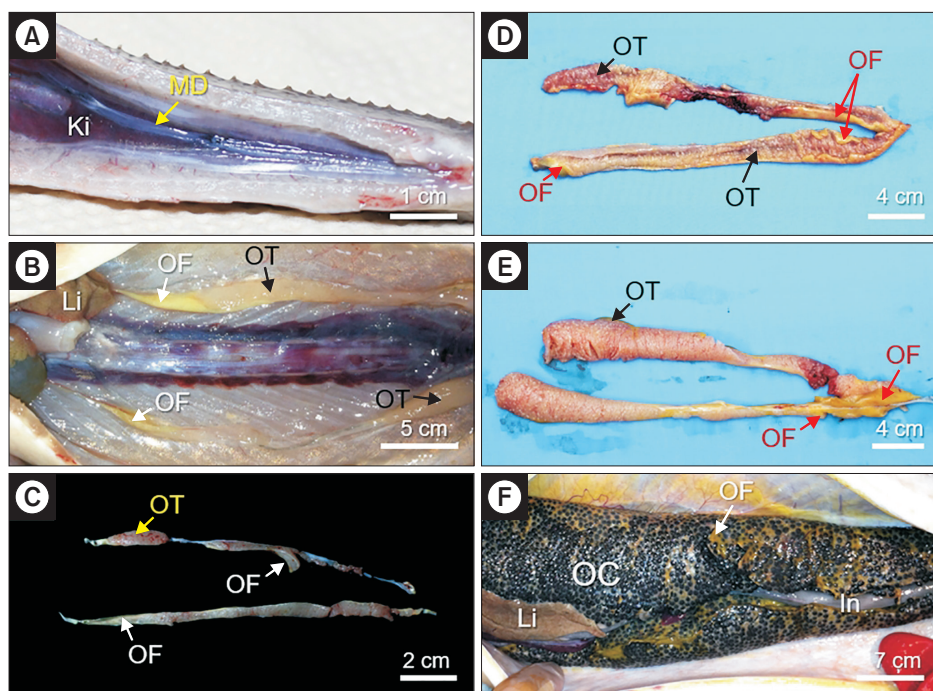 A
MD
Ki
1 cm
B
OF
OT
Li
OF
OT
5 cm
C
OT
OF
OF
2 cm
D
OT
OF
OF
OT
4 cm
E
OT
OF
OF
4 cm
F
OF
OC
In
Li
7 cm